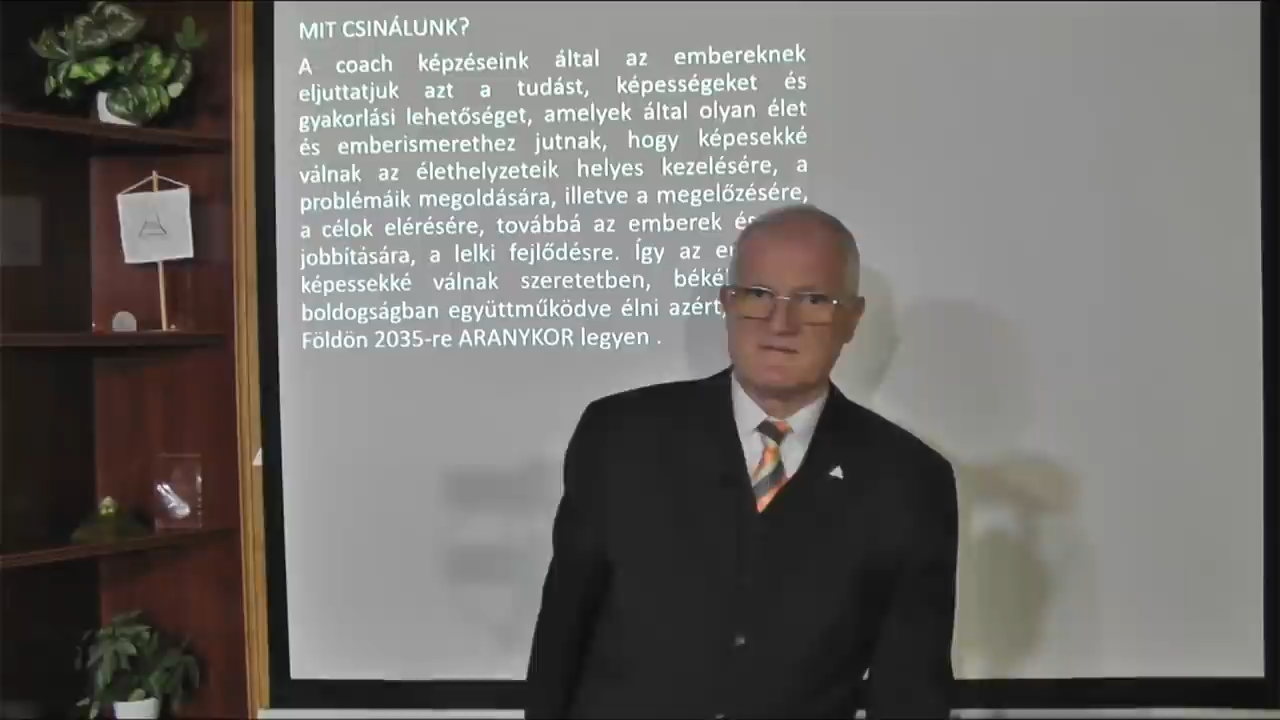 MIT CSINÁLUNK?
A coach képzéseink által az embereknek
eljuttatjuk azt a tudást, képességeket és
gyakorlási lehetőséget, amelyek által olyan élet
és emberismerethez jutnak, hogy képesekké
válnak az élethelyzeteik helyes kezelésére, a
problémáik megoldására, illetve a megelőzésére,
a célok elérésére, továbbá az emberek
jobbítására, a lelki fejlődésre. Így az
képessekké válnak szeretetben,
boldogságban együttműködve élni azért,
Földön 2035-re ARANYKOR legyen .